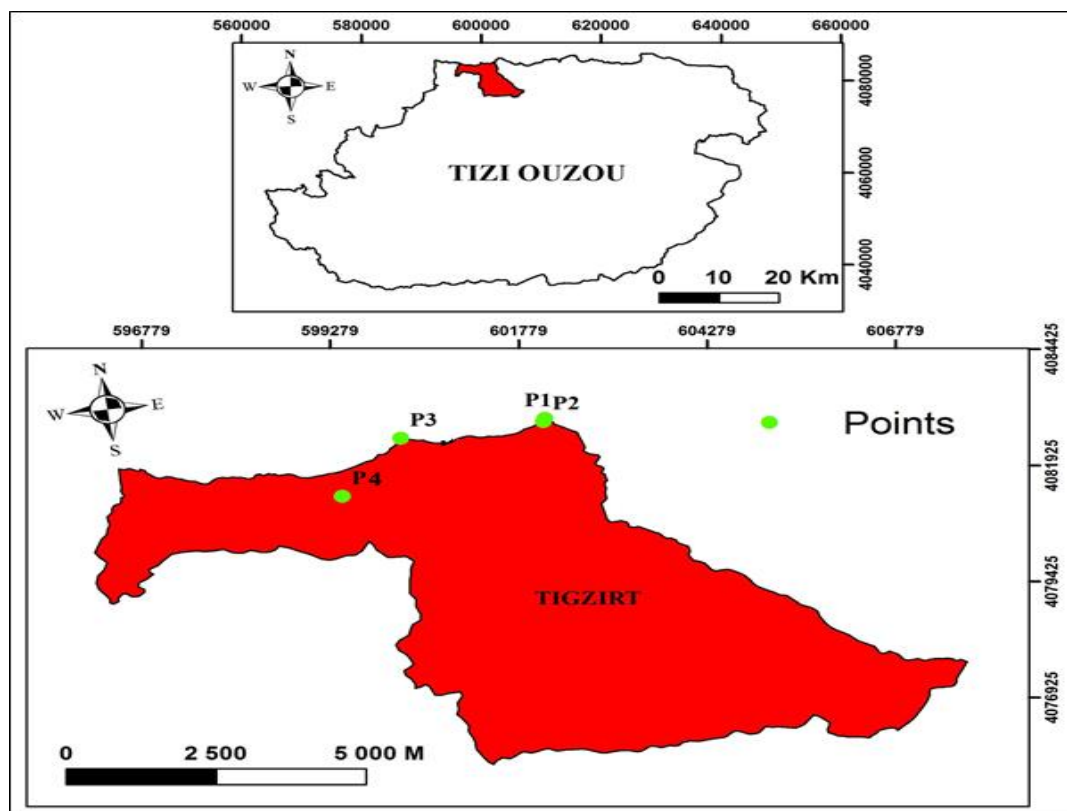 560000 580000 600000 620000 640000 660000
N
W E
S
4080000
TIZI OUZOU
4060000
4040000
0 10 20 Km
596779 599279 601779 604279 606779
4084425
N
W E
S
P1 P2
P3
Points
4081925
P4
4079425
TIGZIRT
4076925
0 2 500 5 000 M